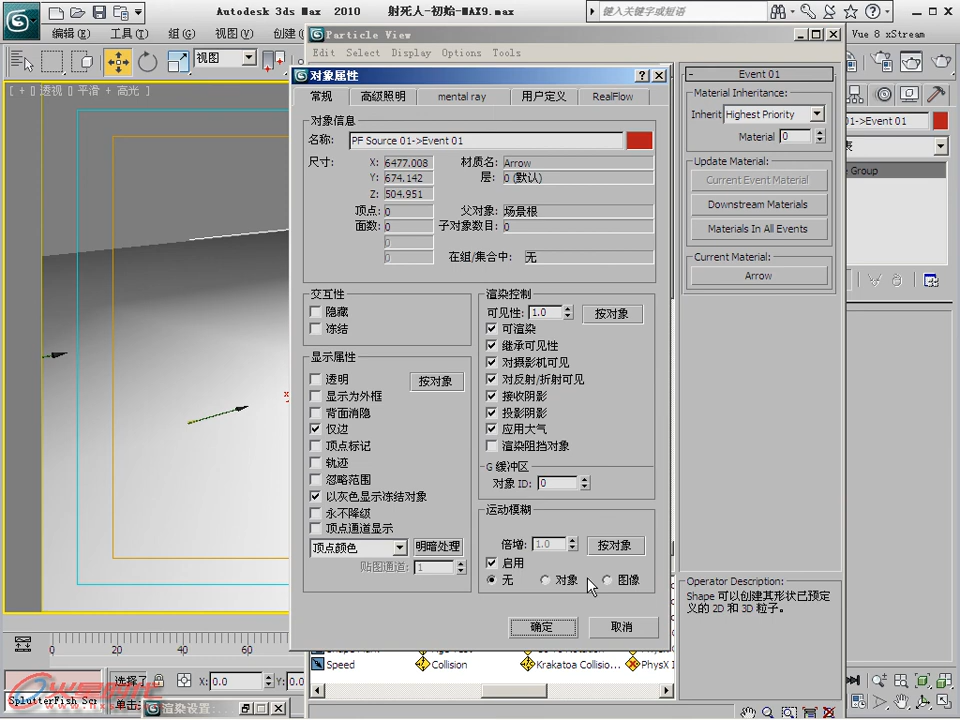 Autodesk 3ds Max 2010 射死人-初始-MAX9.max
键入关键字或短语
编辑(E) 工具(T) 组(G) 视图(V) 创建(
Particle View
Vue 8 xStream
Edit Select Display Options Tools
视图
[ + [] 透视 [] 平滑 + 高光 ]
对象属性
常规 高级照明 mental ray 用户定义 RealFlow
对象信息
名称: PF Source 01->Event 01
尺寸: X: 6477.008 材质名: Arrow
Y: 674.142 层: 0 (默认)
Z: 504.951
顶点: 0 父对象: 场景根
面数: 0 子对象数目: 0
0
0 在组/集合中: 无
交互性
隐藏
冻结
显示属性
透明 按对象
显示为外框
背面消隐
仅边
顶点标记
轨迹
忽略范围
以灰色显示冻结对象
永不降级
顶点通道显示
顶点颜色 明暗处理
贴图通道: 1
渲染控制
可见性: 1.0 按对象
可渲染
继承可见性
对摄影机可见
对反射/折射可见
接收阴影
投影阴影
应用大气
渲染阻挡对象
G 缓冲区
对象 ID: 0
运动模糊
倍增: 1.0 按对象
启用
无 对象 图像
确定 取消
Event 01
Material Inheritance:
Inherit Highest Priority
Material 0
Update Material:
Current Event Material
Downstream Materials
Materials In All Events
Current Material:
Arrow
Operator Description:
Shape 可以创建其形状已预定
义的 2D 和 3D 粒子。
01->Event 01
表
Group
Speed Collision Krakatoa Collisio... PhysX I
0 20 40 60
选择了 X: 0.0 Y: 0.0
SplutterFish Scr 单击
渲染设置:
火星时代